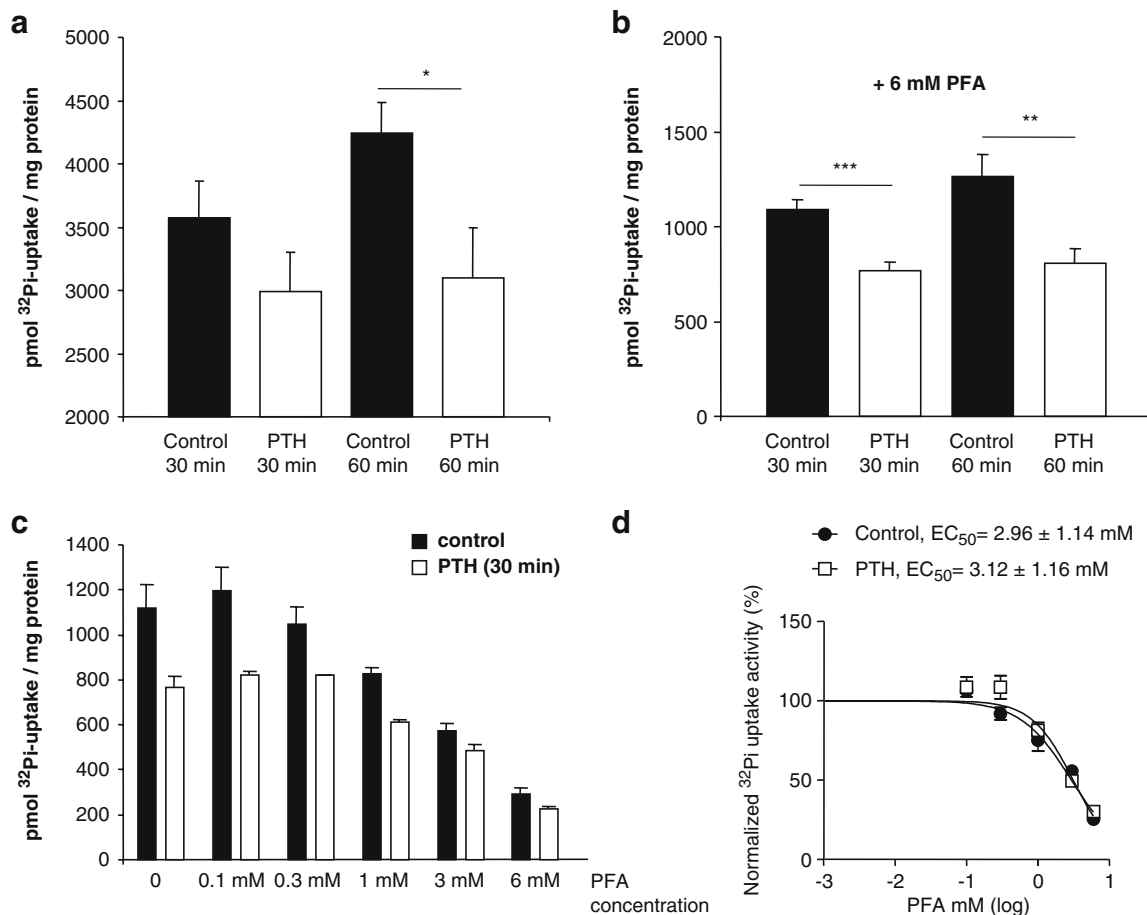 a
pmol ³²Pi-uptake / mg protein
5000
4500
4000
3500
3000
2500
2000
*
Control PTH Control PTH
30 min 30 min 60 min 60 min
b
pmol ³²Pi-uptake / mg protein
2000
1500
1000
500
0
+ 6 mM PFA
***
**
Control PTH Control PTH
30 min 30 min 60 min 60 min
c
pmol ³²Pi-uptake / mg protein
1400
1200
1000
800
600
400
200
0
control
PTH (30 min)
0 0.1 mM 0.3 mM 1 mM 3 mM 6 mM PFA
concentration
d
Control, EC₅₀= 2.96 ± 1.14 mM
PTH, EC₅₀= 3.12 ± 1.16 mM
Normalized ³²Pi uptake activity (%)
150
100
50
0
-3 -2 -1 0 1
PFA mM (log)